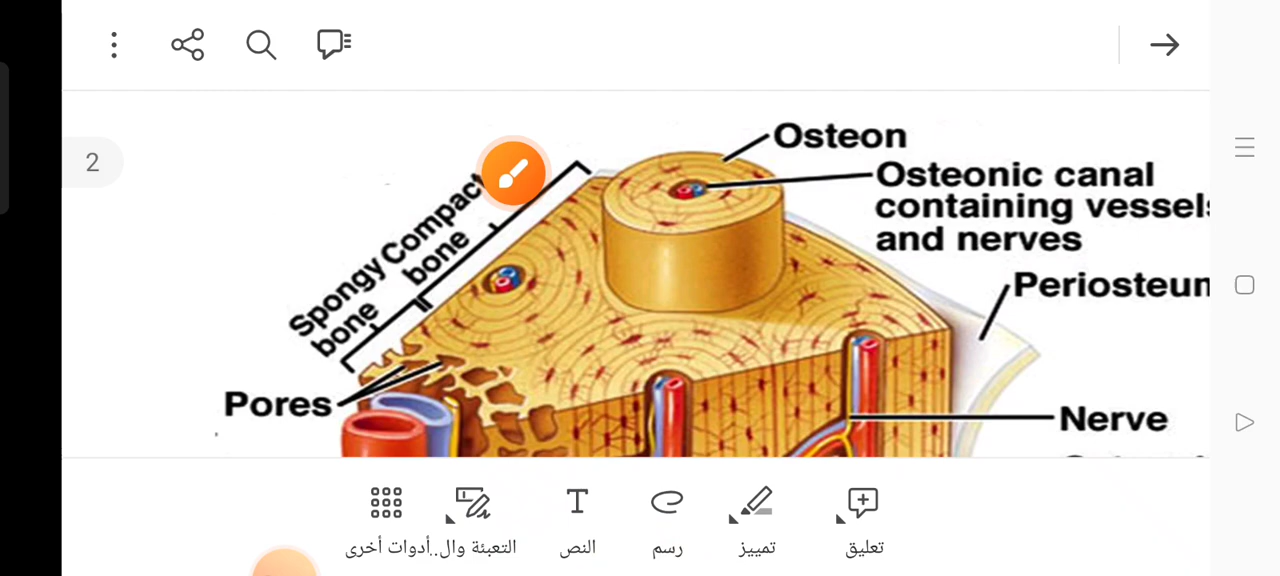 2
Osteon
Osteonic canal
containing vessels
and nerves
Periosteum
Compact
bone
Spongy
bone
Pores
Nerve
أدوات أخرى
التعبئة وال..
النص
رسم
تمييز
تعليق